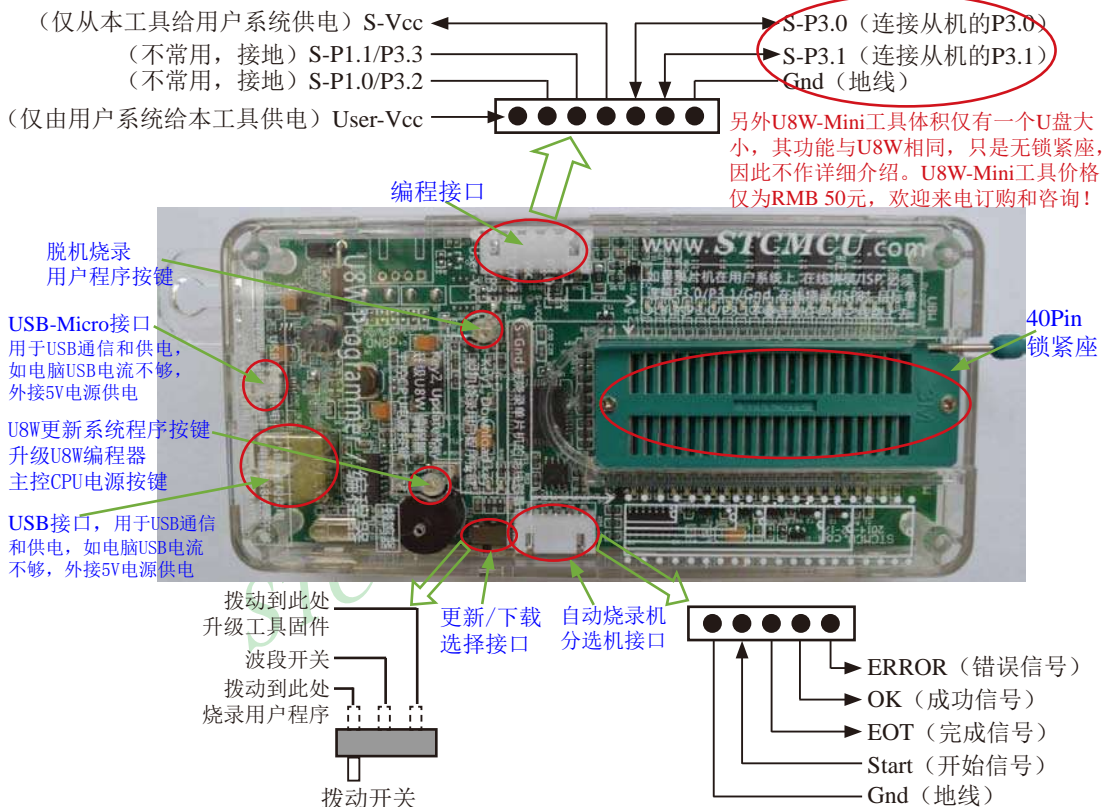 （仅从本工具给用户系统供电）S-Vcc
（不常用，接地）S-P1.1/P3.3
（不常用，接地）S-P1.0/P3.2
（仅由用户系统给本工具供电）User-Vcc
S-P3.0（连接从机的P3.0）
S-P3.1（连接从机的P3.1）
Gnd（地线）
另外U8W-Mini工具体积仅有一个U盘大
小，其功能与U8W相同，只是无锁紧座，
因此不作详细介绍。U8W-Mini工具价格
仅为RMB 50元，欢迎来电订购和咨询！
编程接口
脱机烧录
用户程序按键
USB-Micro接口
用于USB通信和供电，
如电脑USB电流不够，
外接5V电源供电
U8W更新系统程序按键
升级U8W编程器
主控CPU电源按键
USB接口，用于USB通信
和供电，如电脑USB电流
不够，外接5V电源供电
www.STCMCU.com
U8W Programmer
Gnd
40Pin
锁紧座
STC
拨动到此处
升级工具固件
波段开关
拨动到此处
烧录用户程序
拨动开关
更新/下载
选择接口
自动烧录机
分选机接口
ERROR（错误信号）
OK（成功信号）
EOT（完成信号）
Start（开始信号）
Gnd（地线）